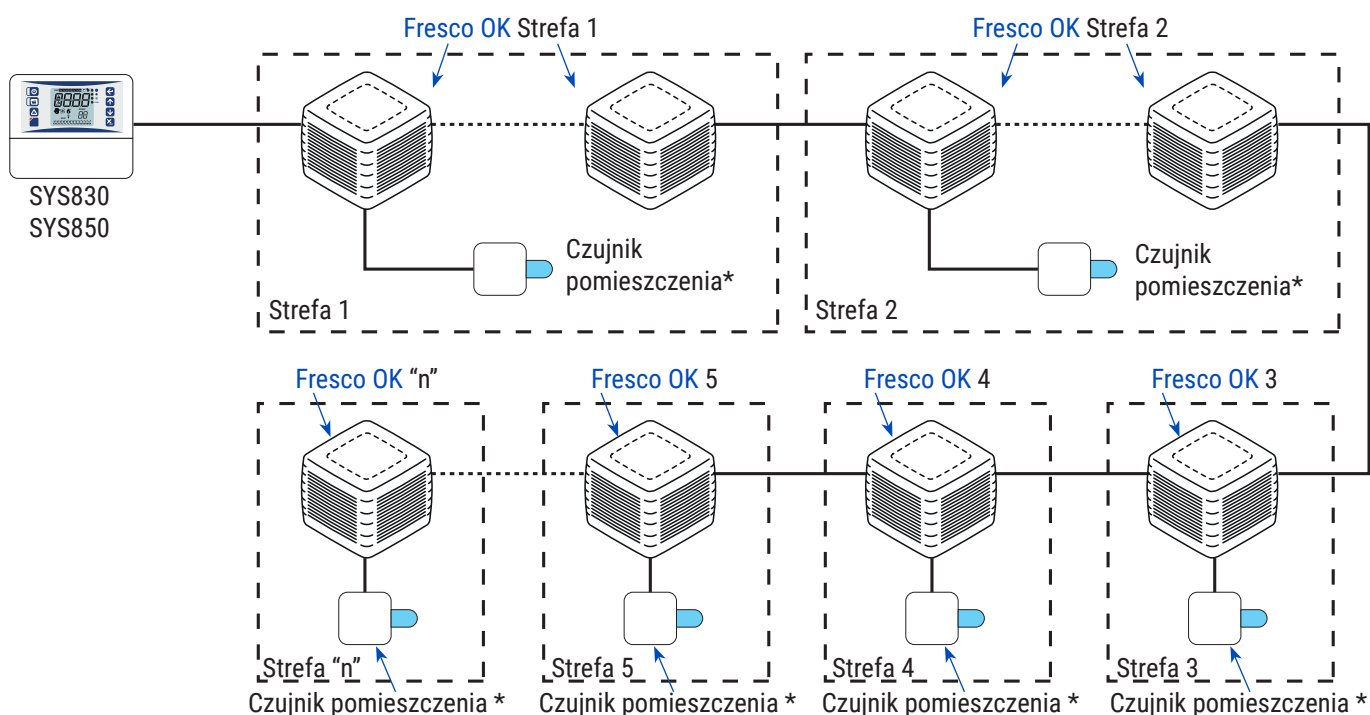 Fresco OK Strefa 1
Fresco OK Strefa 2
SYS830
SYS850
Czujnik
pomieszczenia*
Strefa 1
Czujnik
pomieszczenia*
Strefa 2
Fresco OK “n”
Fresco OK 5
Fresco OK 4
Fresco OK 3
Strefa “n”
Strefa 5
Strefa 4
Strefa 3
Czujnik pomieszczenia *
Czujnik pomieszczenia *
Czujnik pomieszczenia *
Czujnik pomieszczenia *